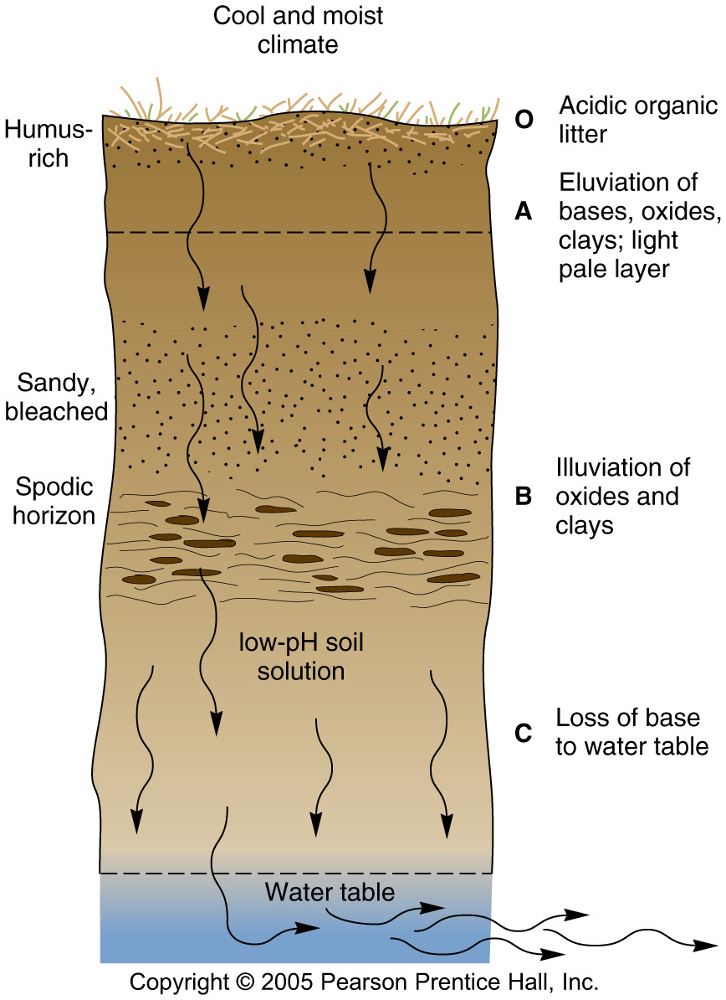 Cool and moist
climate
Humus-
rich
O
Acidic organic
litter
A
Eluviation of
bases, oxides,
clays; light
pale layer
Sandy,
bleached
Spodic
horizon
B
Illuviation of
oxides and
clays
low-pH soil
solution
C
Loss of base
to water table
Water table
Copyright © 2005 Pearson Prentice Hall, Inc.